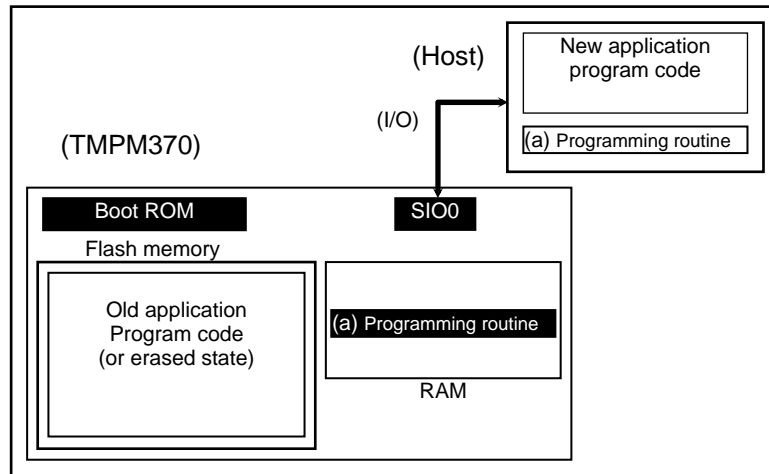 (Host)
New application
program code
(a) Programming routine
(I/O)
(TMPM370)
Boot ROM
SIO0
Flash memory
Old application
Program code
(or erased state)
(a) Programming routine
RAM